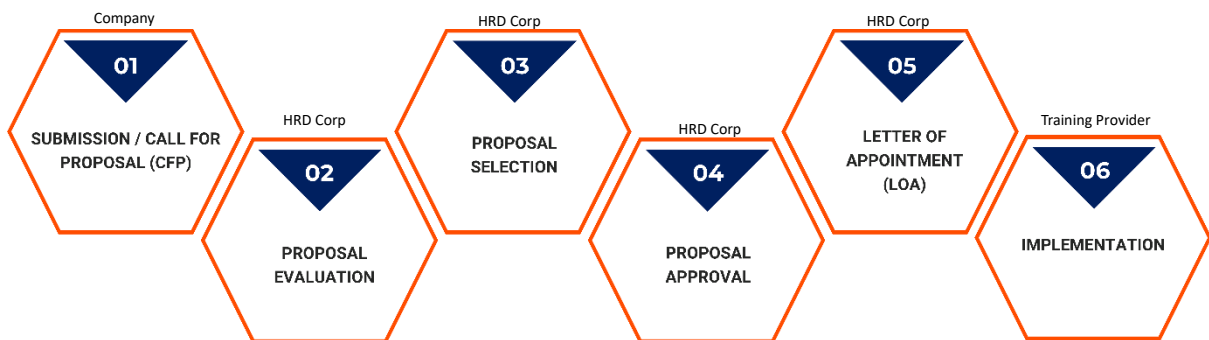 Company
01
SUBMISSION / CALL FOR
PROPOSAL (CFP)
HRD Corp
02
PROPOSAL
EVALUATION
HRD Corp
03
PROPOSAL
SELECTION
HRD Corp
04
PROPOSAL
APPROVAL
HRD Corp
05
LETTER OF
APPOINTMENT
(LOA)
Training Provider
06
IMPLEMENTATION